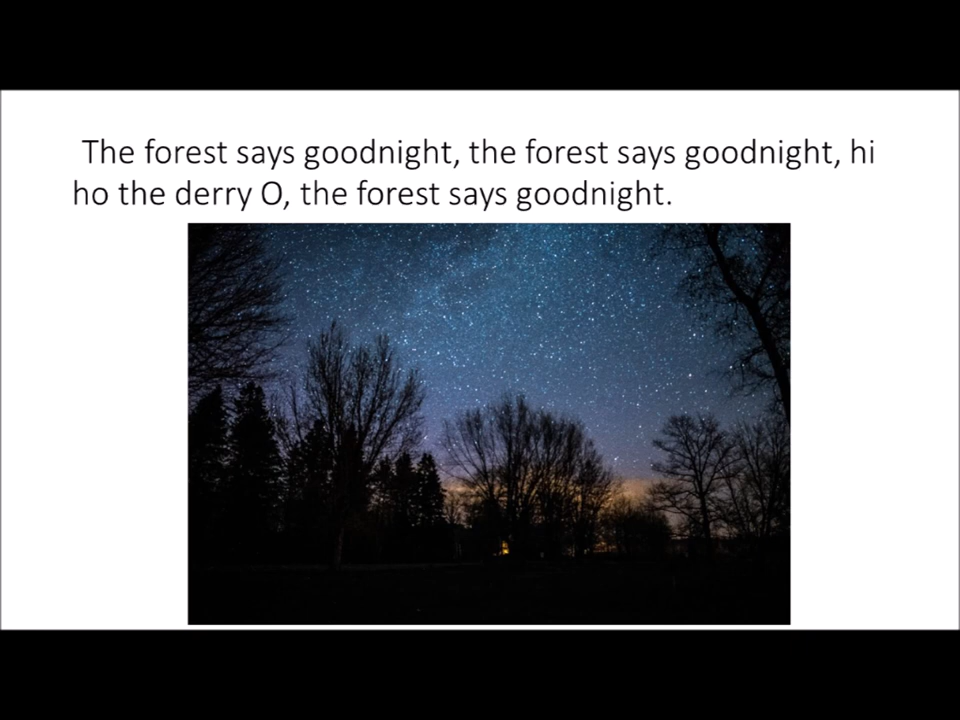 The forest says goodnight, the forest says goodnight, hi
ho the derry O, the forest says goodnight.